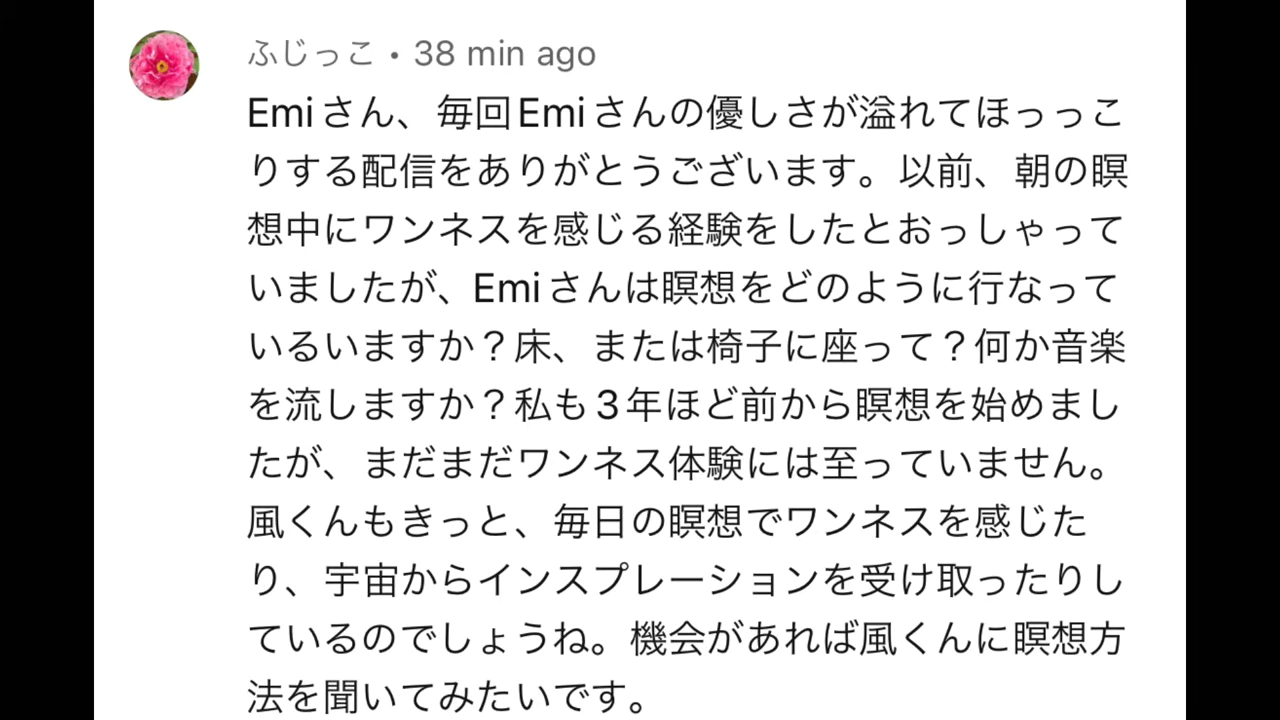 ふじっこ • 38 min ago
Emiさん、毎回Emiさんの優しさが溢れてほっっこ
りする配信をありがとうございます。以前、朝の瞑
想中にワンネスを感じる経験をしたとおっしゃって
いましたが、Emiさんは瞑想をどのように行なって
いるいますか？床、または椅子に座って？何か音楽
を流しますか？私も３年ほど前から瞑想を始めまし
たが、まだまだワンネス体験には至っていません。
風くんもきっと、毎日の瞑想でワンネスを感じた
り、宇宙からインスプレーションを受け取ったりし
ているのでしょうね。機会があれば風くんに瞑想方
法を聞いてみたいです。